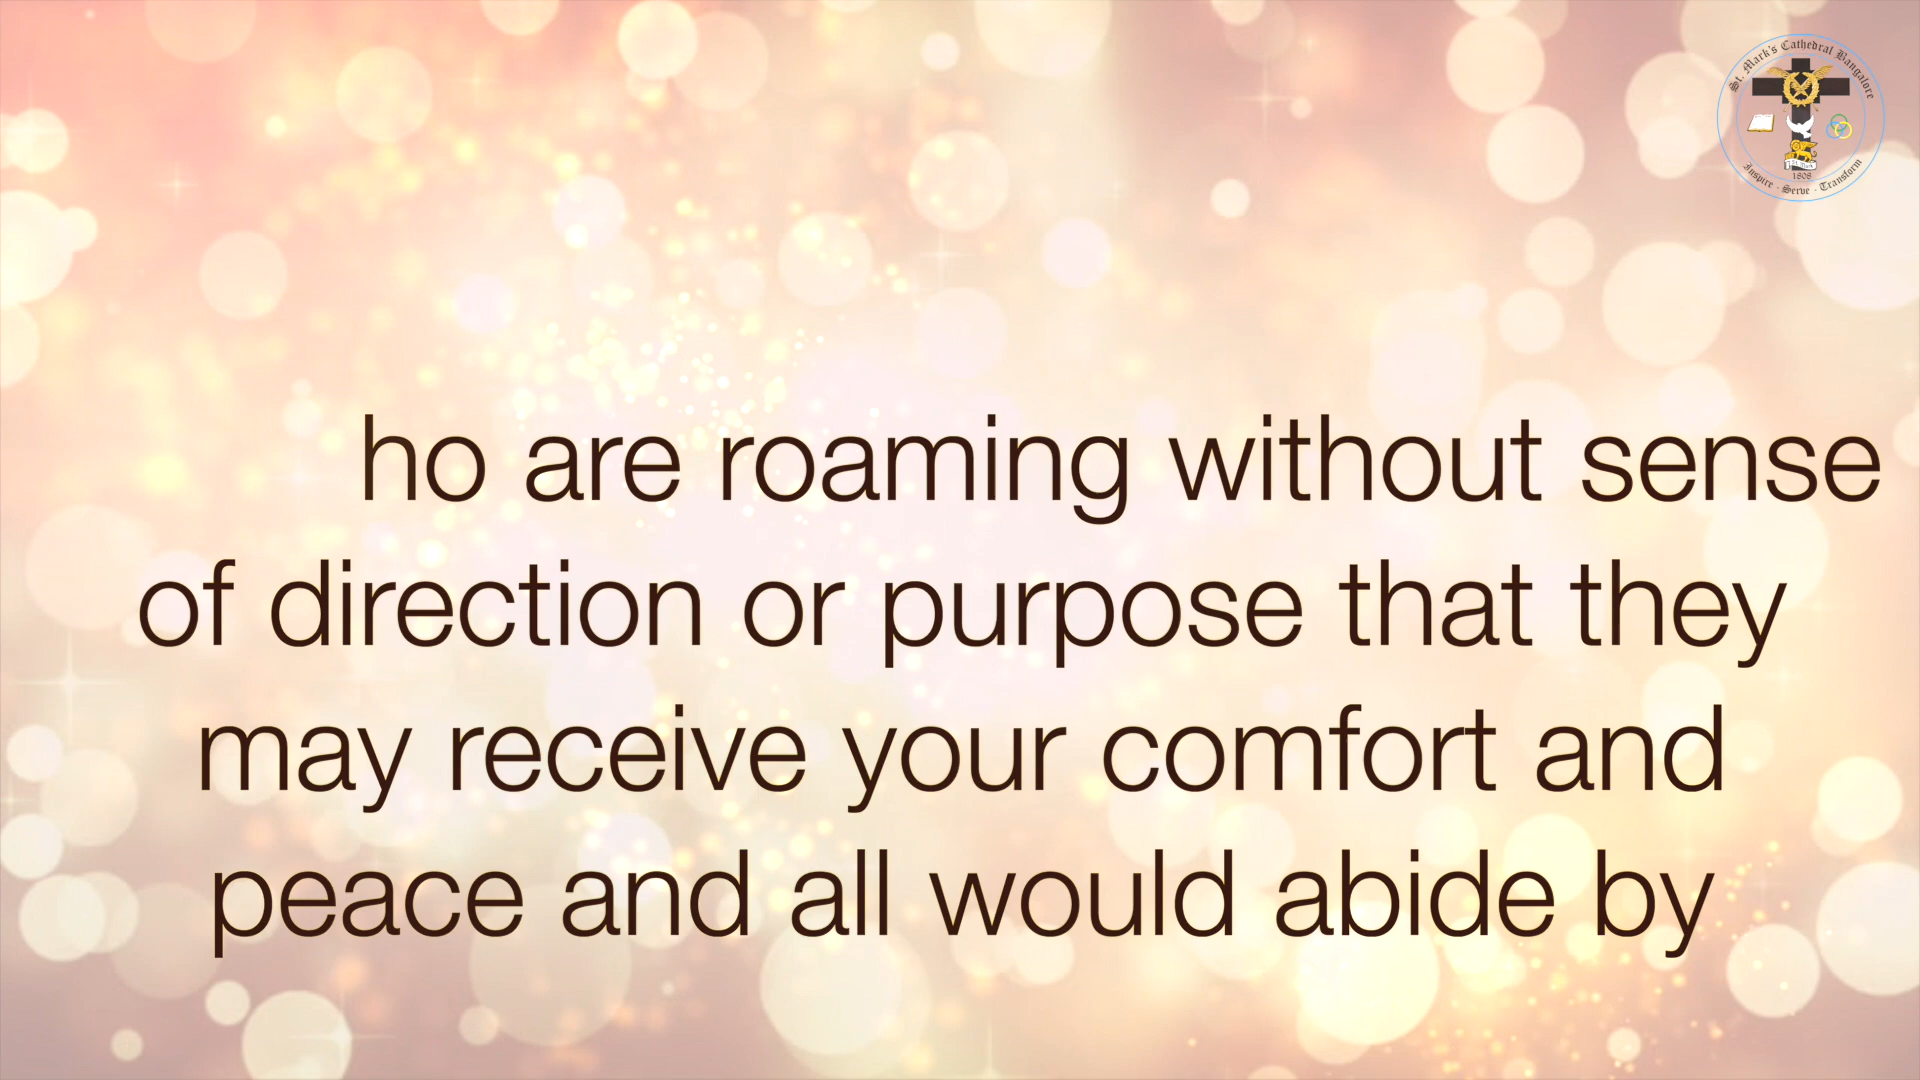 St. Mark's Cathedral Bangalore
1808
Inspire · Serve · Transform
ho are roaming without sense
of direction or purpose that they
may receive your comfort and
peace and all would abide by